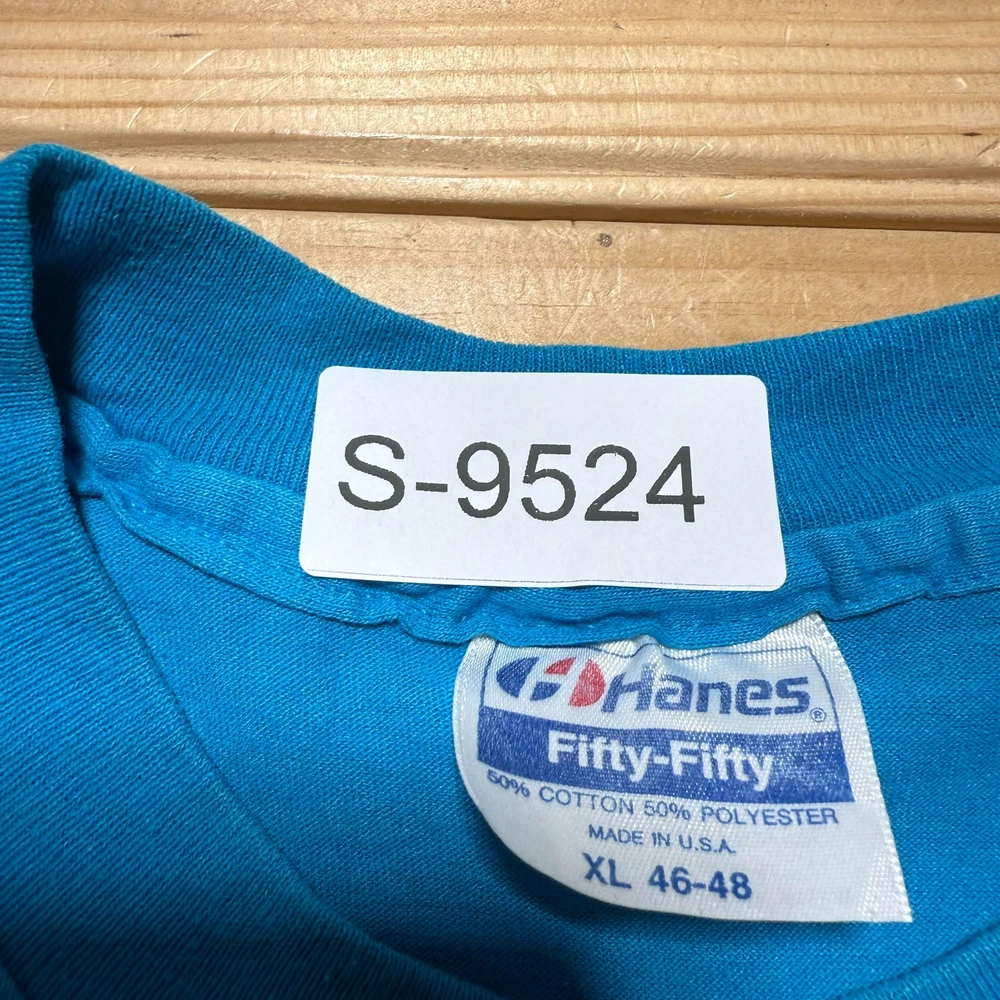 S-9524
Hanes®
Fifty-Fifty
50% COTTON 50% POLYESTER
MADE IN U.S.A.
XL 46-48